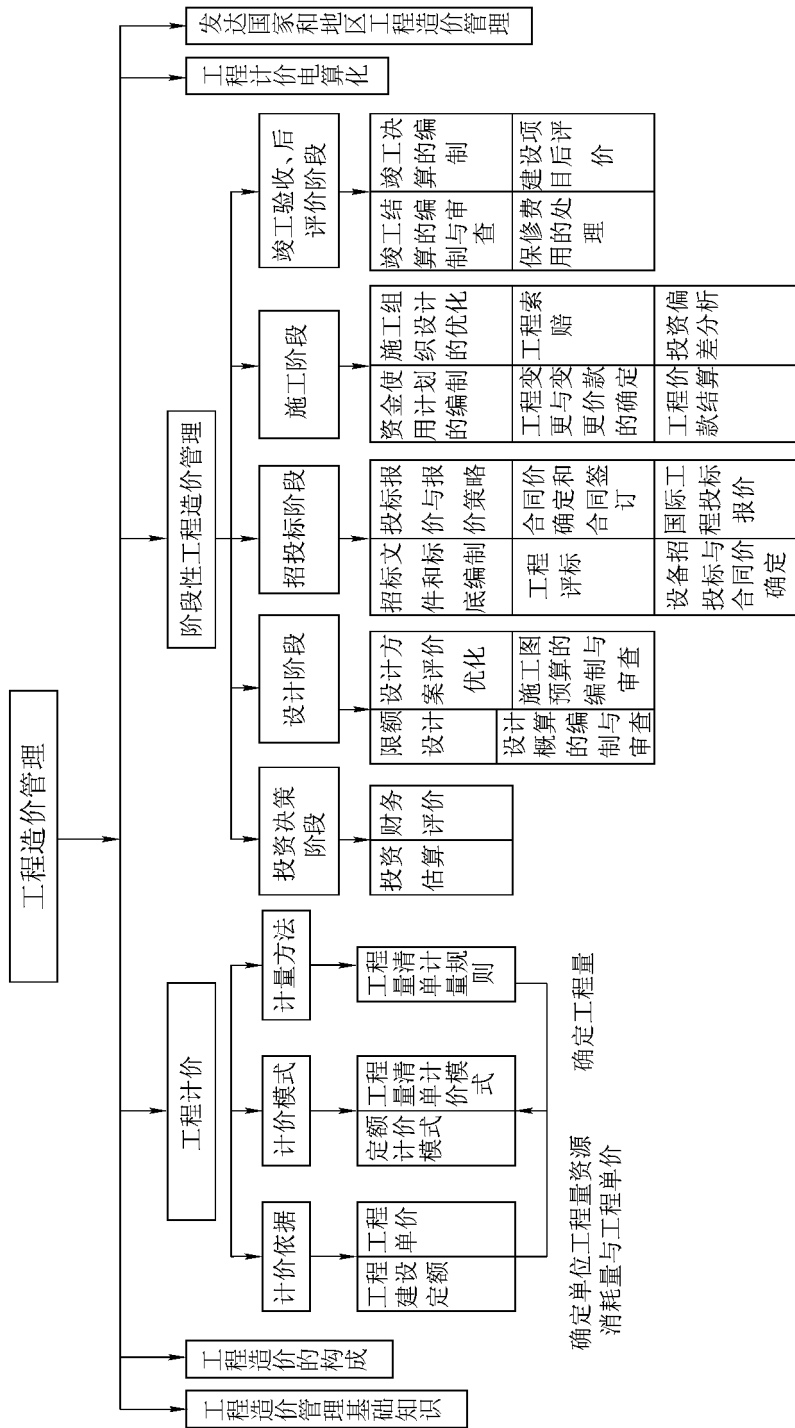 工程造价管理
工程造价管理基础知识
工程造价的构成
工程计价
阶段性工程造价管理
工程计价电算化
发达国家和地区工程造价管理
计价依据
计价模式
计量方法
投资决策
阶段
设计阶段
招投标阶段
施工阶段
竣工验收、后
评价阶段
工程
建设
定额
工程
单价
定额
计价
模式
工程
量清
单计
价模
式
工程
量清
单计
量规
则
确定单位工程量资源
消耗量与工程单价
确定工程量
投资
估算
财务
评价
限额
设计
设计方
案评价
优化
设计
概算
的编
制与
审查
施工图
预算的
编制与
审查
招标文
件和标
底编制
投标报
价与报
价策略
工程
评标
合同价
确定和
合同签
订
设备招
投标与
合同价
确定
国际工
程投标
报价
资金使
用计划
的编制
施工组
织设计
的优化
工程变
更与变
更价款
的确定
工程索
赔
工程价
款结算
投资偏
差分析
竣工结
算的编
制与审
查
竣工决
算的编
制
保修费
用的处
理
建设项
目后评
价